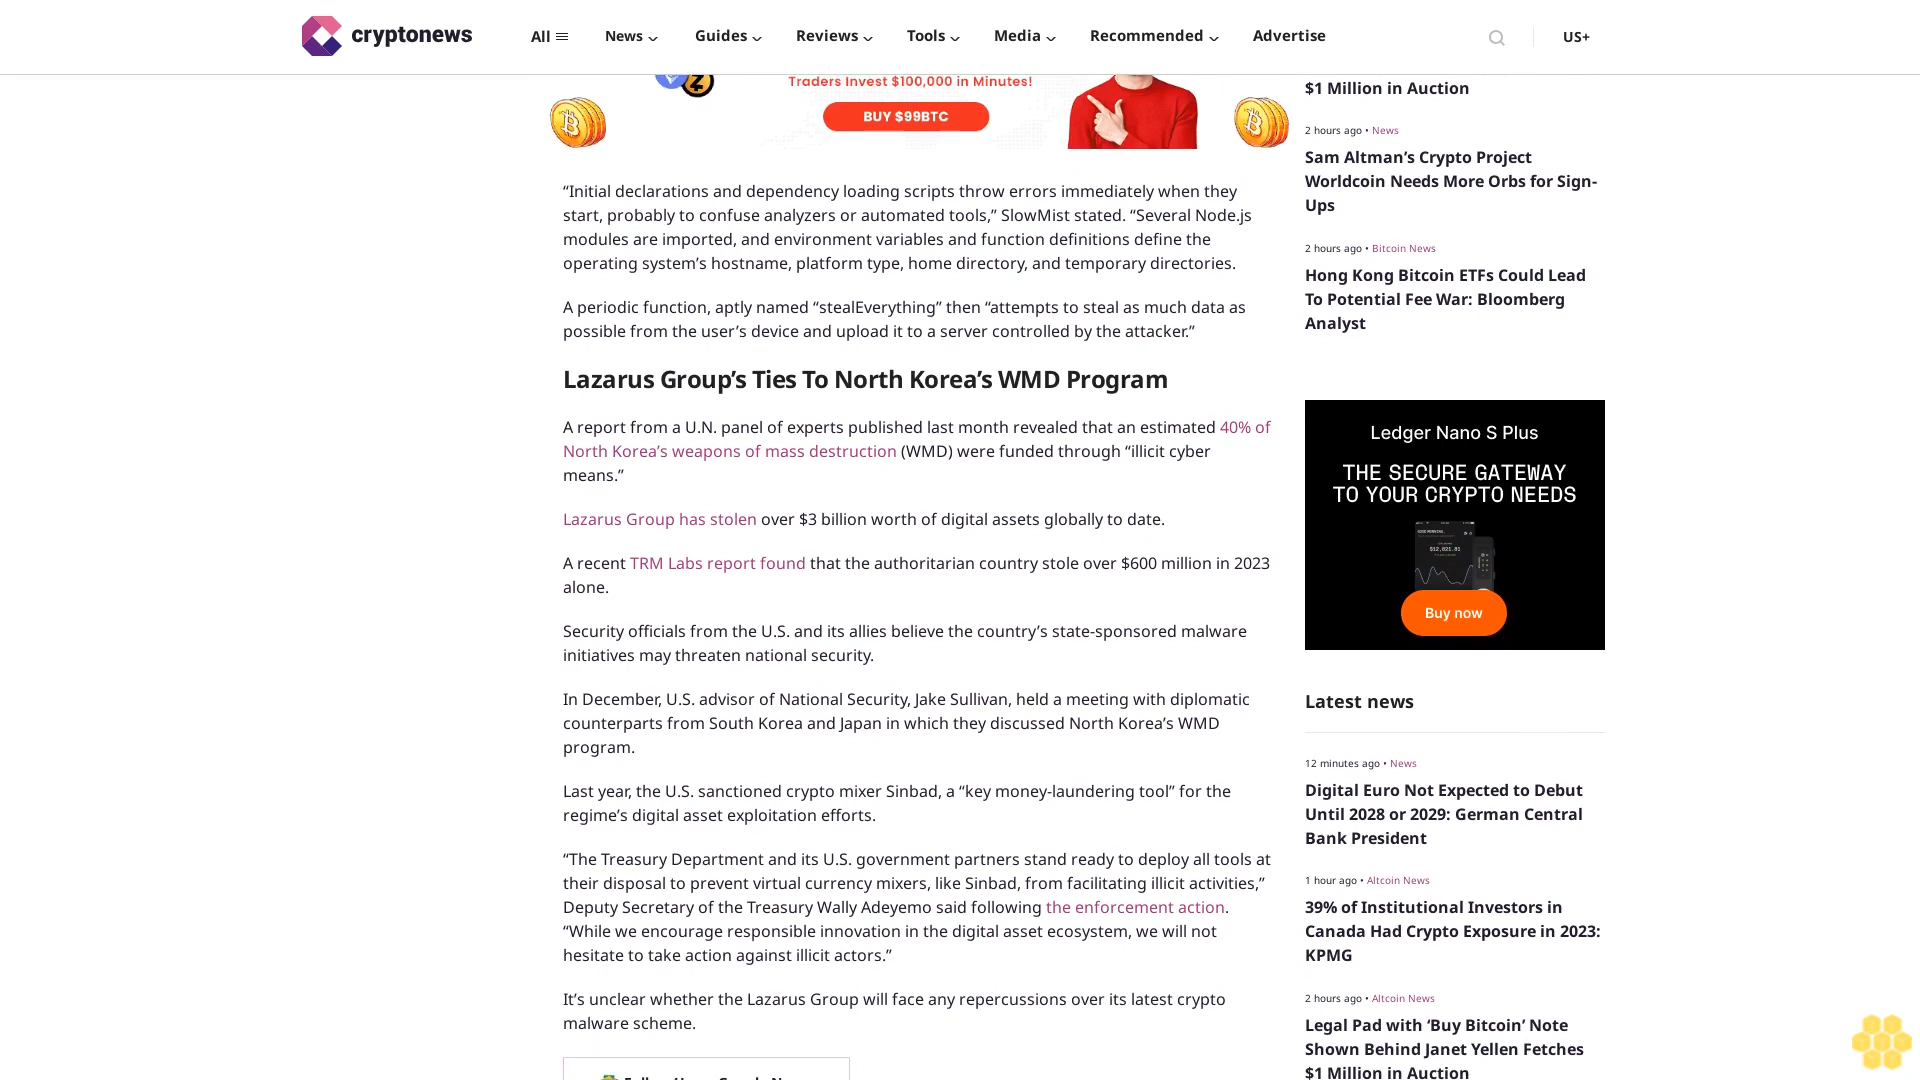 cryptonews
All
News
Guides
Reviews
Tools
Media
Recommended
Advertise
US+
Traders Invest $100,000 in Minutes!
BUY $99BTC
“Initial declarations and dependency loading scripts throw errors immediately when they
start, probably to confuse analyzers or automated tools,” SlowMist stated. “Several Node.js
modules are imported, and environment variables and function definitions define the
operating system’s hostname, platform type, home directory, and temporary directories.
A periodic function, aptly named “stealEverything” then “attempts to steal as much data as
possible from the user’s device and upload it to a server controlled by the attacker.”
Lazarus Group’s Ties To North Korea’s WMD Program
A report from a U.N. panel of experts published last month revealed that an estimated 40% of
North Korea’s weapons of mass destruction (WMD) were funded through “illicit cyber
means.”
Lazarus Group has stolen over $3 billion worth of digital assets globally to date.
A recent TRM Labs report found that the authoritarian country stole over $600 million in 2023
alone.
Security officials from the U.S. and its allies believe the country’s state-sponsored malware
initiatives may threaten national security.
In December, U.S. advisor of National Security, Jake Sullivan, held a meeting with diplomatic
counterparts from South Korea and Japan in which they discussed North Korea’s WMD
program.
Last year, the U.S. sanctioned crypto mixer Sinbad, a “key money-laundering tool” for the
regime’s digital asset exploitation efforts.
“The Treasury Department and its U.S. government partners stand ready to deploy all tools at
their disposal to prevent virtual currency mixers, like Sinbad, from facilitating illicit activities,”
Deputy Secretary of the Treasury Wally Adeyemo said following the enforcement action.
“While we encourage responsible innovation in the digital asset ecosystem, we will not
hesitate to take action against illicit actors.”
It’s unclear whether the Lazarus Group will face any repercussions over its latest crypto
malware scheme.
$1 Million in Auction
2 hours ago • News
Sam Altman’s Crypto Project
Worldcoin Needs More Orbs for Sign-
Ups
2 hours ago • Bitcoin News
Hong Kong Bitcoin ETFs Could Lead
To Potential Fee War: Bloomberg
Analyst
Ledger Nano S Plus
THE SECURE GATEWAY
TO YOUR CRYPTO NEEDS
$12,821.81
Buy now
Latest news
12 minutes ago • News
Digital Euro Not Expected to Debut
Until 2028 or 2029: German Central
Bank President
1 hour ago • Altcoin News
39% of Institutional Investors in
Canada Had Crypto Exposure in 2023:
KPMG
2 hours ago • Altcoin News
Legal Pad with ‘Buy Bitcoin’ Note
Shown Behind Janet Yellen Fetches
$1 Million in Auction